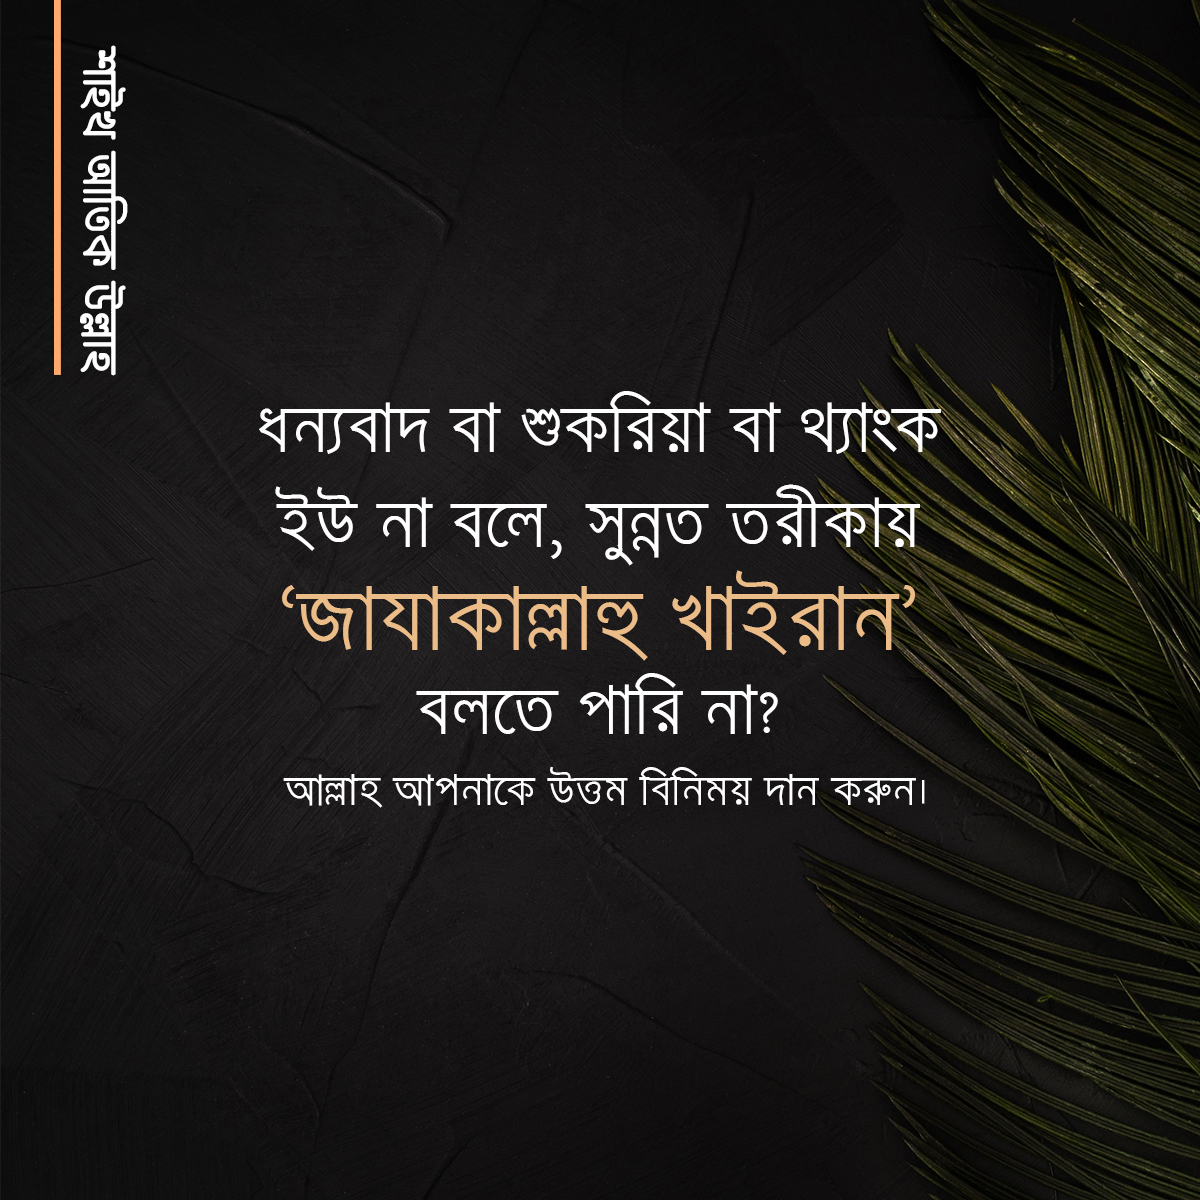 শাইখ আতিক উল্লাহ
ধন্যবাদ বা শুকরিয়া বা থ্যাংক
ইউ না বলে, সুন্নত তরীকায়
‘জাযাকাল্লাহু খাইরান’
বলতে পারি না?
আল্লাহ আপনাকে উত্তম বিনিময় দান করুন।